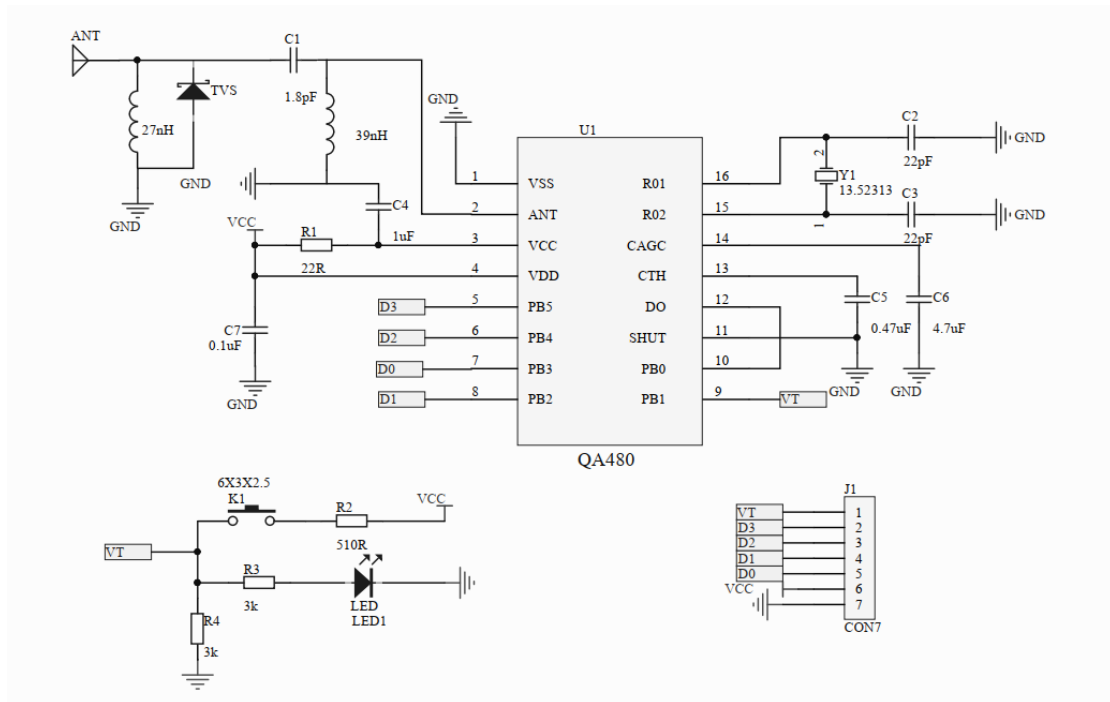 ANT
C1
TVS
1.8pF
27nH
39nH
GND
GND
GND
U1
C2
22pF
GND
2
Y1
13.52313
1
C3
22pF
GND
1
VSS
R01
16
2
ANT
R02
15
C4
1uF
VCC
R1
22R
3
VCC
CAGC
14
4
VDD
CTH
13
D3
5
PB5
DO
12
C5
0.47uF
C6
4.7uF
D2
6
PB4
SHUT
11
C7
0.1uF
D0
7
PB3
PB0
10
GND
GND
D1
8
PB2
PB1
9
VT
GND
QA480
6X3X2.5
K1
R2
510R
VCC
VT
R3
3k
LED
LED1
R4
3k
J1
VT
1
D3
2
D2
3
D1
4
D0
5
VCC
6
7
CON7